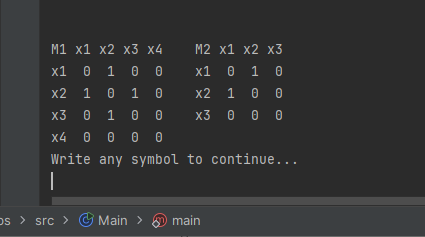 M1 x1 x2 x3 x4    M2 x1 x2 x3
x1  0  1  0  0    x1  0  1  0
x2  1  0  1  0    x2  1  0  0
x3  0  1  0  0    x3  0  0  0
x4  0  0  0  0
Write any symbol to continue...
os > src > C Main > m main